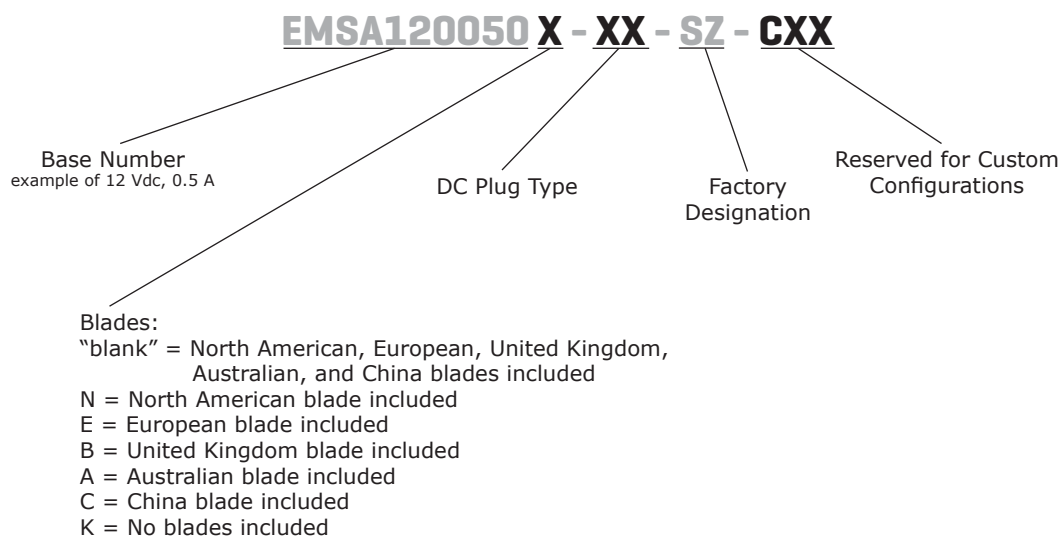 EMSA120050 X - XX - SZ - CXX
Base Number
example of 12 Vdc, 0.5 A
DC Plug Type
Factory
Designation
Reserved for Custom
Configurations
Blades:
“blank” = North American, European, United Kingdom,
Australian, and China blades included
N = North American blade included
E = European blade included
B = United Kingdom blade included
A = Australian blade included
C = China blade included
K = No blades included